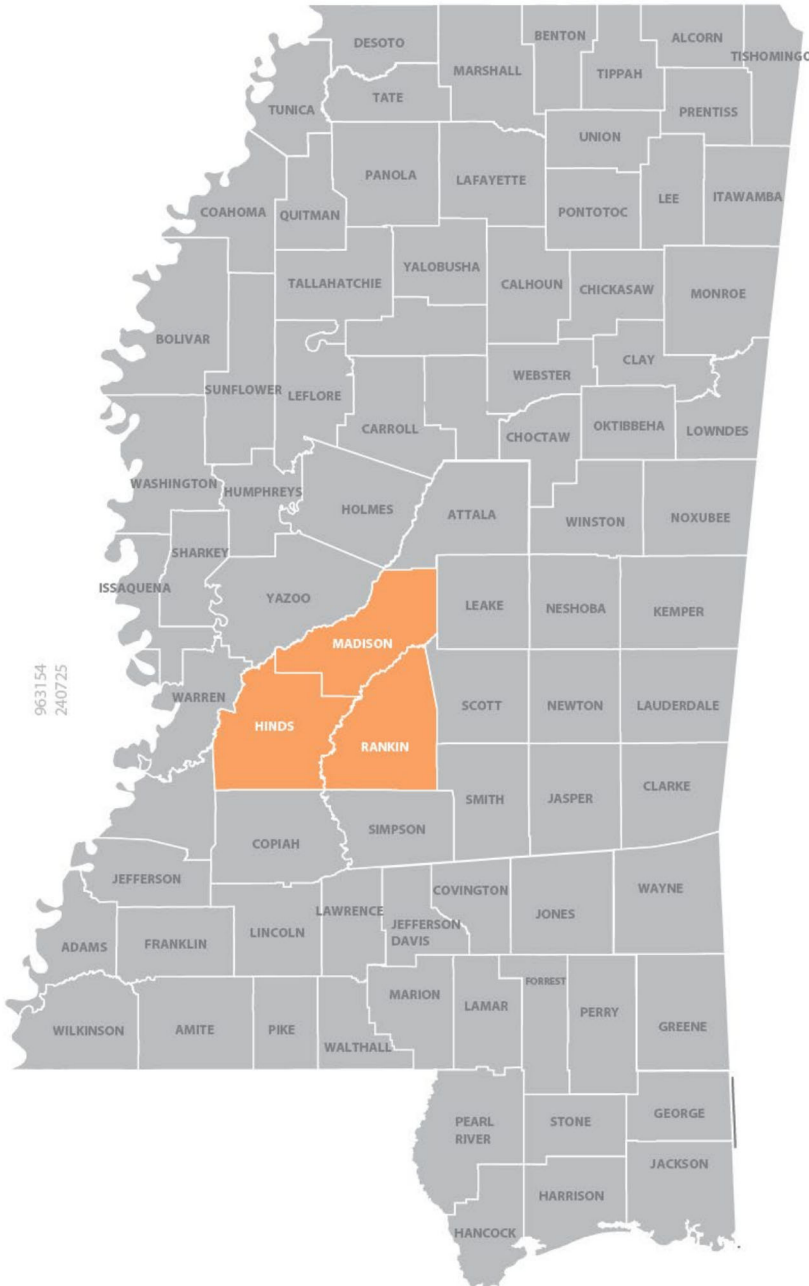 DESOTO
BENTON
ALCORN
TISHOMINGO
MARSHALL
TIPPAH
TATE
TUNICA
PRENTISS
UNION
PANOLA
LAFAYETTE
LEE
ITAWAMBA
COAHOMA
QUITMAN
PONTOTOC
YALOBUSHA
TALLAHATCHIE
CALHOUN
CHICKASAW
MONROE
BOLIVAR
CLAY
WEBSTER
SUNFLOWER
LEFLORE
CARROLL
OKTIBBEHA
LOWNDES
CHOCTAW
WASHINGTON
HUMPHREYS
HOLMES
ATTALA
WINSTON
NOXUBEE
SHARKEY
ISSAQUENA
YAZOO
LEAKE
NESHOBA
KEMPER
MADISON
WARREN
SCOTT
NEWTON
LAUDERDALE
HINDS
RANKIN
963154
240725
SMITH
JASPER
CLARKE
SIMPSON
COPIAH
JEFFERSON
COVINGTON
WAYNE
LAWRENCE
JONES
JEFFERSON
DAVIS
LINCOLN
FRANKLIN
ADAMS
FORREST
MARION
LAMAR
PERRY
GREENE
WILKINSON
AMITE
PIKE
WALTHALL
GEORGE
PEARL
RIVER
STONE
JACKSON
HARRISON
HANCOCK